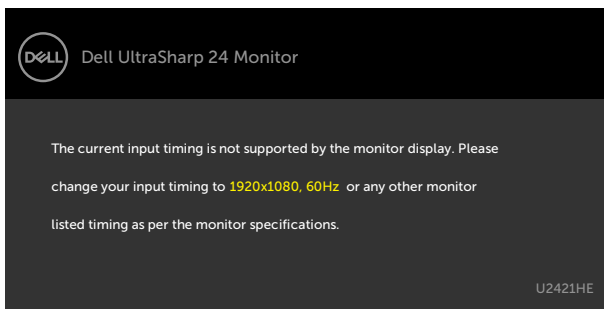 DELL
Dell UltraSharp 24 Monitor
The current input timing is not supported by the monitor display. Please
change your input timing to 1920x1080, 60Hz or any other monitor
listed timing as per the monitor specifications.
U2421HE